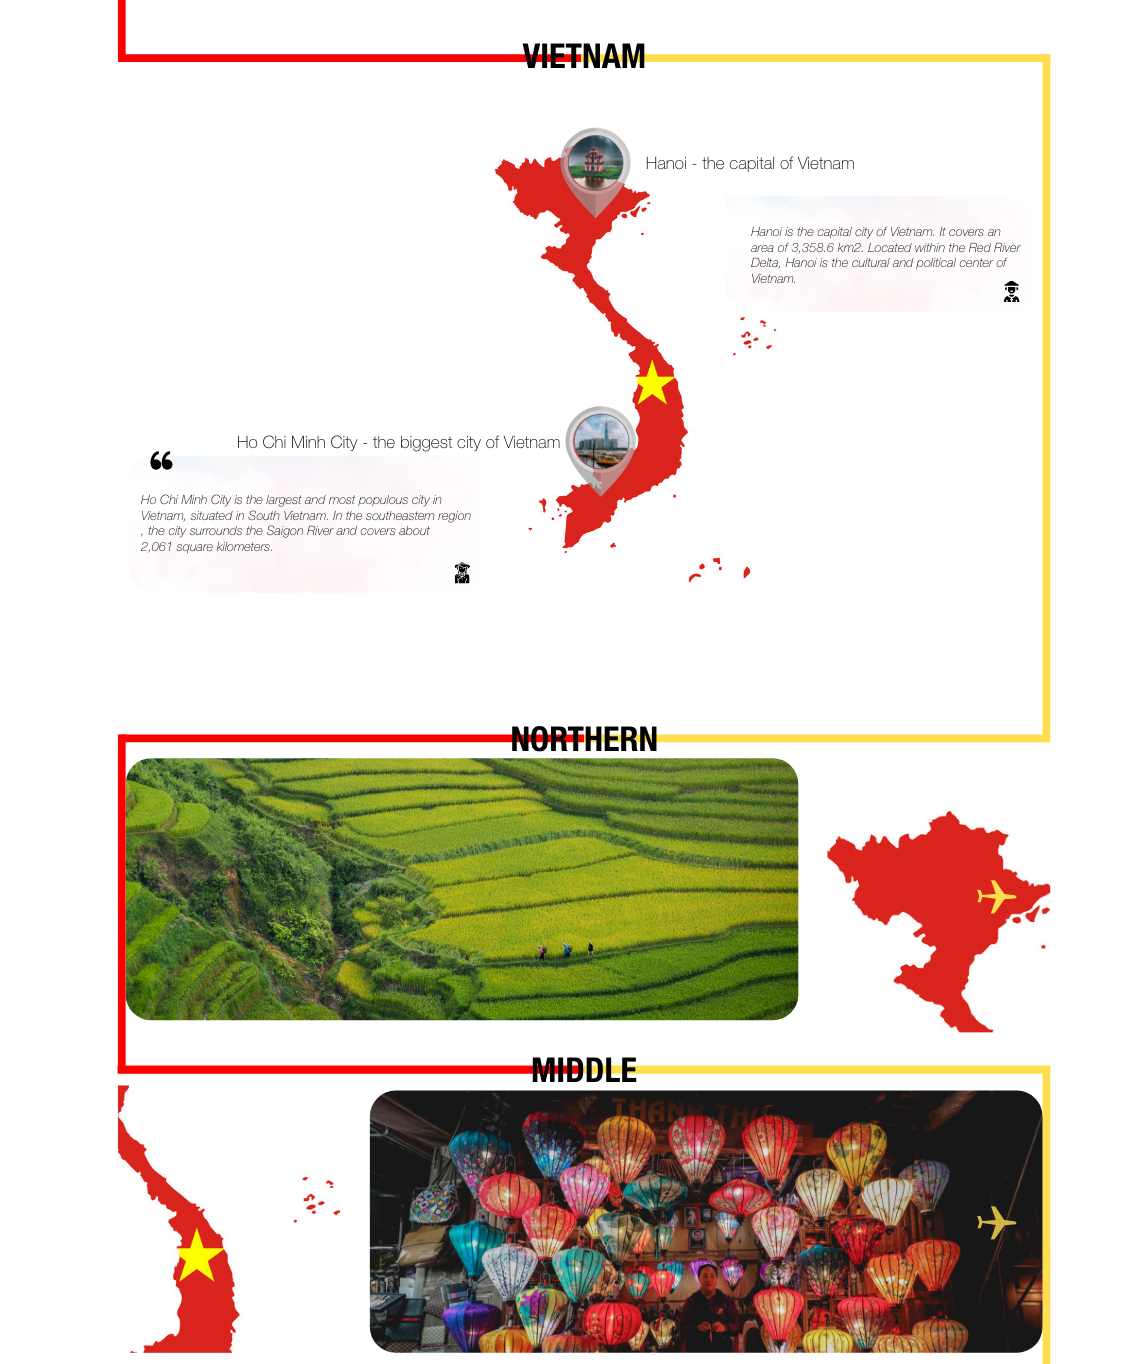 VIETNAM
Hanoi - the capital of Vietnam
Hanoi is the capital city of Vietnam. It covers an
area of 3,358.6 km2. Located within the Red River
Delta, Hanoi is the cultural and political center of
Vietnam.
Ho Chi Minh City - the biggest city of Vietnam
❝
Ho Chi Minh City is the largest and most populous city in
Vietnam, situated in South Vietnam. In the southeastern region
, the city surrounds the Saigon River and covers about
2,061 square kilometers.
NORTHERN
MIDDLE